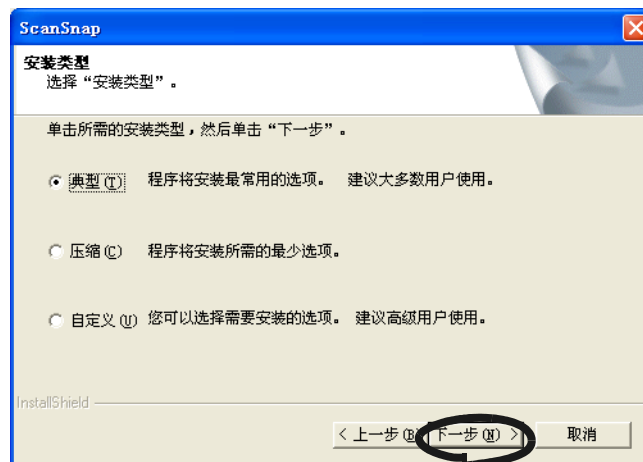 ScanSnap
安装类型
选择“安装类型”。
单击所需的安装类型，然后单击“下一步”。
典型(T) 程序将安装最常用的选项。 建议大多数用户使用。
压缩(C) 程序将安装所需的最少选项。
自定义(U) 您可以选择需要安装的选项。 建议高级用户使用。
InstallShield
< 上一步(B) 下一步(N) > 取消